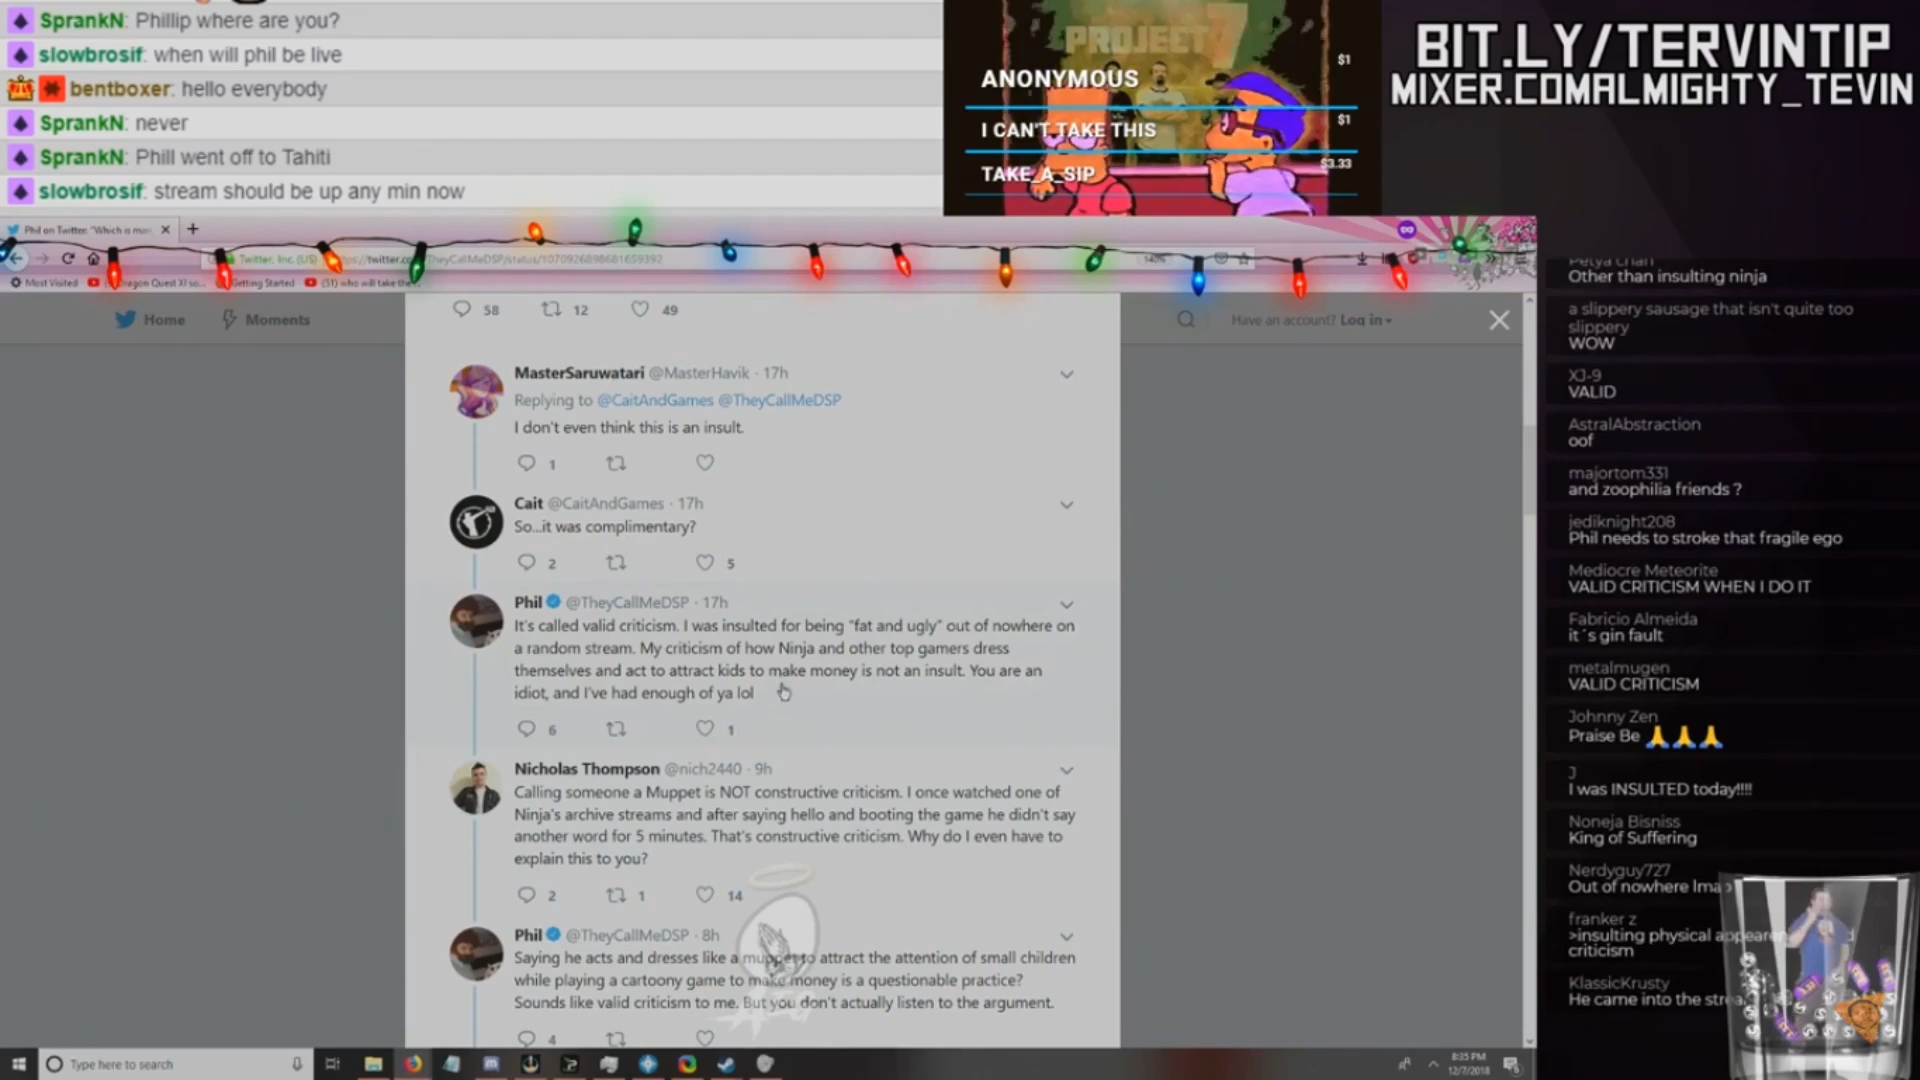 SprankN: Phillip where are you?
slowbrosif: when will phil be live
bentboxer: hello everybody
SprankN: never
SprankN: Phill went off to Tahiti
slowbrosif: stream should be up any min now
PROJECT 7
ANONYMOUS
$1
I CAN'T TAKE THIS
$1
TAKE_A_SIP
$3.33
BIT.LY/TERVINTIP
MIXER.COMALMIGHTY_TEVIN
Phil on Twitter: "Which is man
Twitter, Inc. (US)
TheyCallMeDSP/status/1070926898681659392
140%
Most Visited
Dragon Quest XI so...
Getting Started
(51) who will take the
Home
Moments
Have an account? Log in
58
12
49
MasterSaruwatari @MasterHavik · 17h
Replying to @CaitAndGames @TheyCallMeDSP
I don't even think this is an insult.
1
Cait @CaitAndGames · 17h
So...it was complimentary?
2
5
Phil @TheyCallMeDSP · 17h
It's called valid criticism. I was insulted for being "fat and ugly" out of nowhere on
a random stream. My criticism of how Ninja and other top gamers dress
themselves and act to attract kids to make money is not an insult. You are an
idiot, and I've had enough of ya lol
6
1
Nicholas Thompson @nich2440 · 9h
Calling someone a Muppet is NOT constructive criticism. I once watched one of
Ninja's archive streams and after saying hello and booting the game he didn't say
another word for 5 minutes. That's constructive criticism. Why do I even have to
explain this to you?
2
1
14
Phil @TheyCallMeDSP · 8h
Saying he acts and dresses like a muppet to attract the attention of small children
while playing a cartoony game to make money is a questionable practice?
Sounds like valid criticism to me. But you don't actually listen to the argument.
4
Petya chan
Other than insulting ninja
a slippery sausage that isn't quite too
slippery
WOW
XJ-9
VALID
AstralAbstraction
oof
majortom331
and zoophilia friends ?
jediknight208
Phil needs to stroke that fragile ego
Mediocre Meteorite
VALID CRITICISM WHEN I DO IT
Fabricio Almeida
it´s gin fault
metalmugen
VALID CRITICISM
Johnny Zen
Praise Be 🙏🙏🙏
J
I was INSULTED today!!!!
Noneja Bisniss
King of Suffering
Nerdyguy727
Out of nowhere lma
franker z
>insulting physical
criticism
KlassicKrusty
He came into the
Type here to search
8:35 PM
12/7/2018